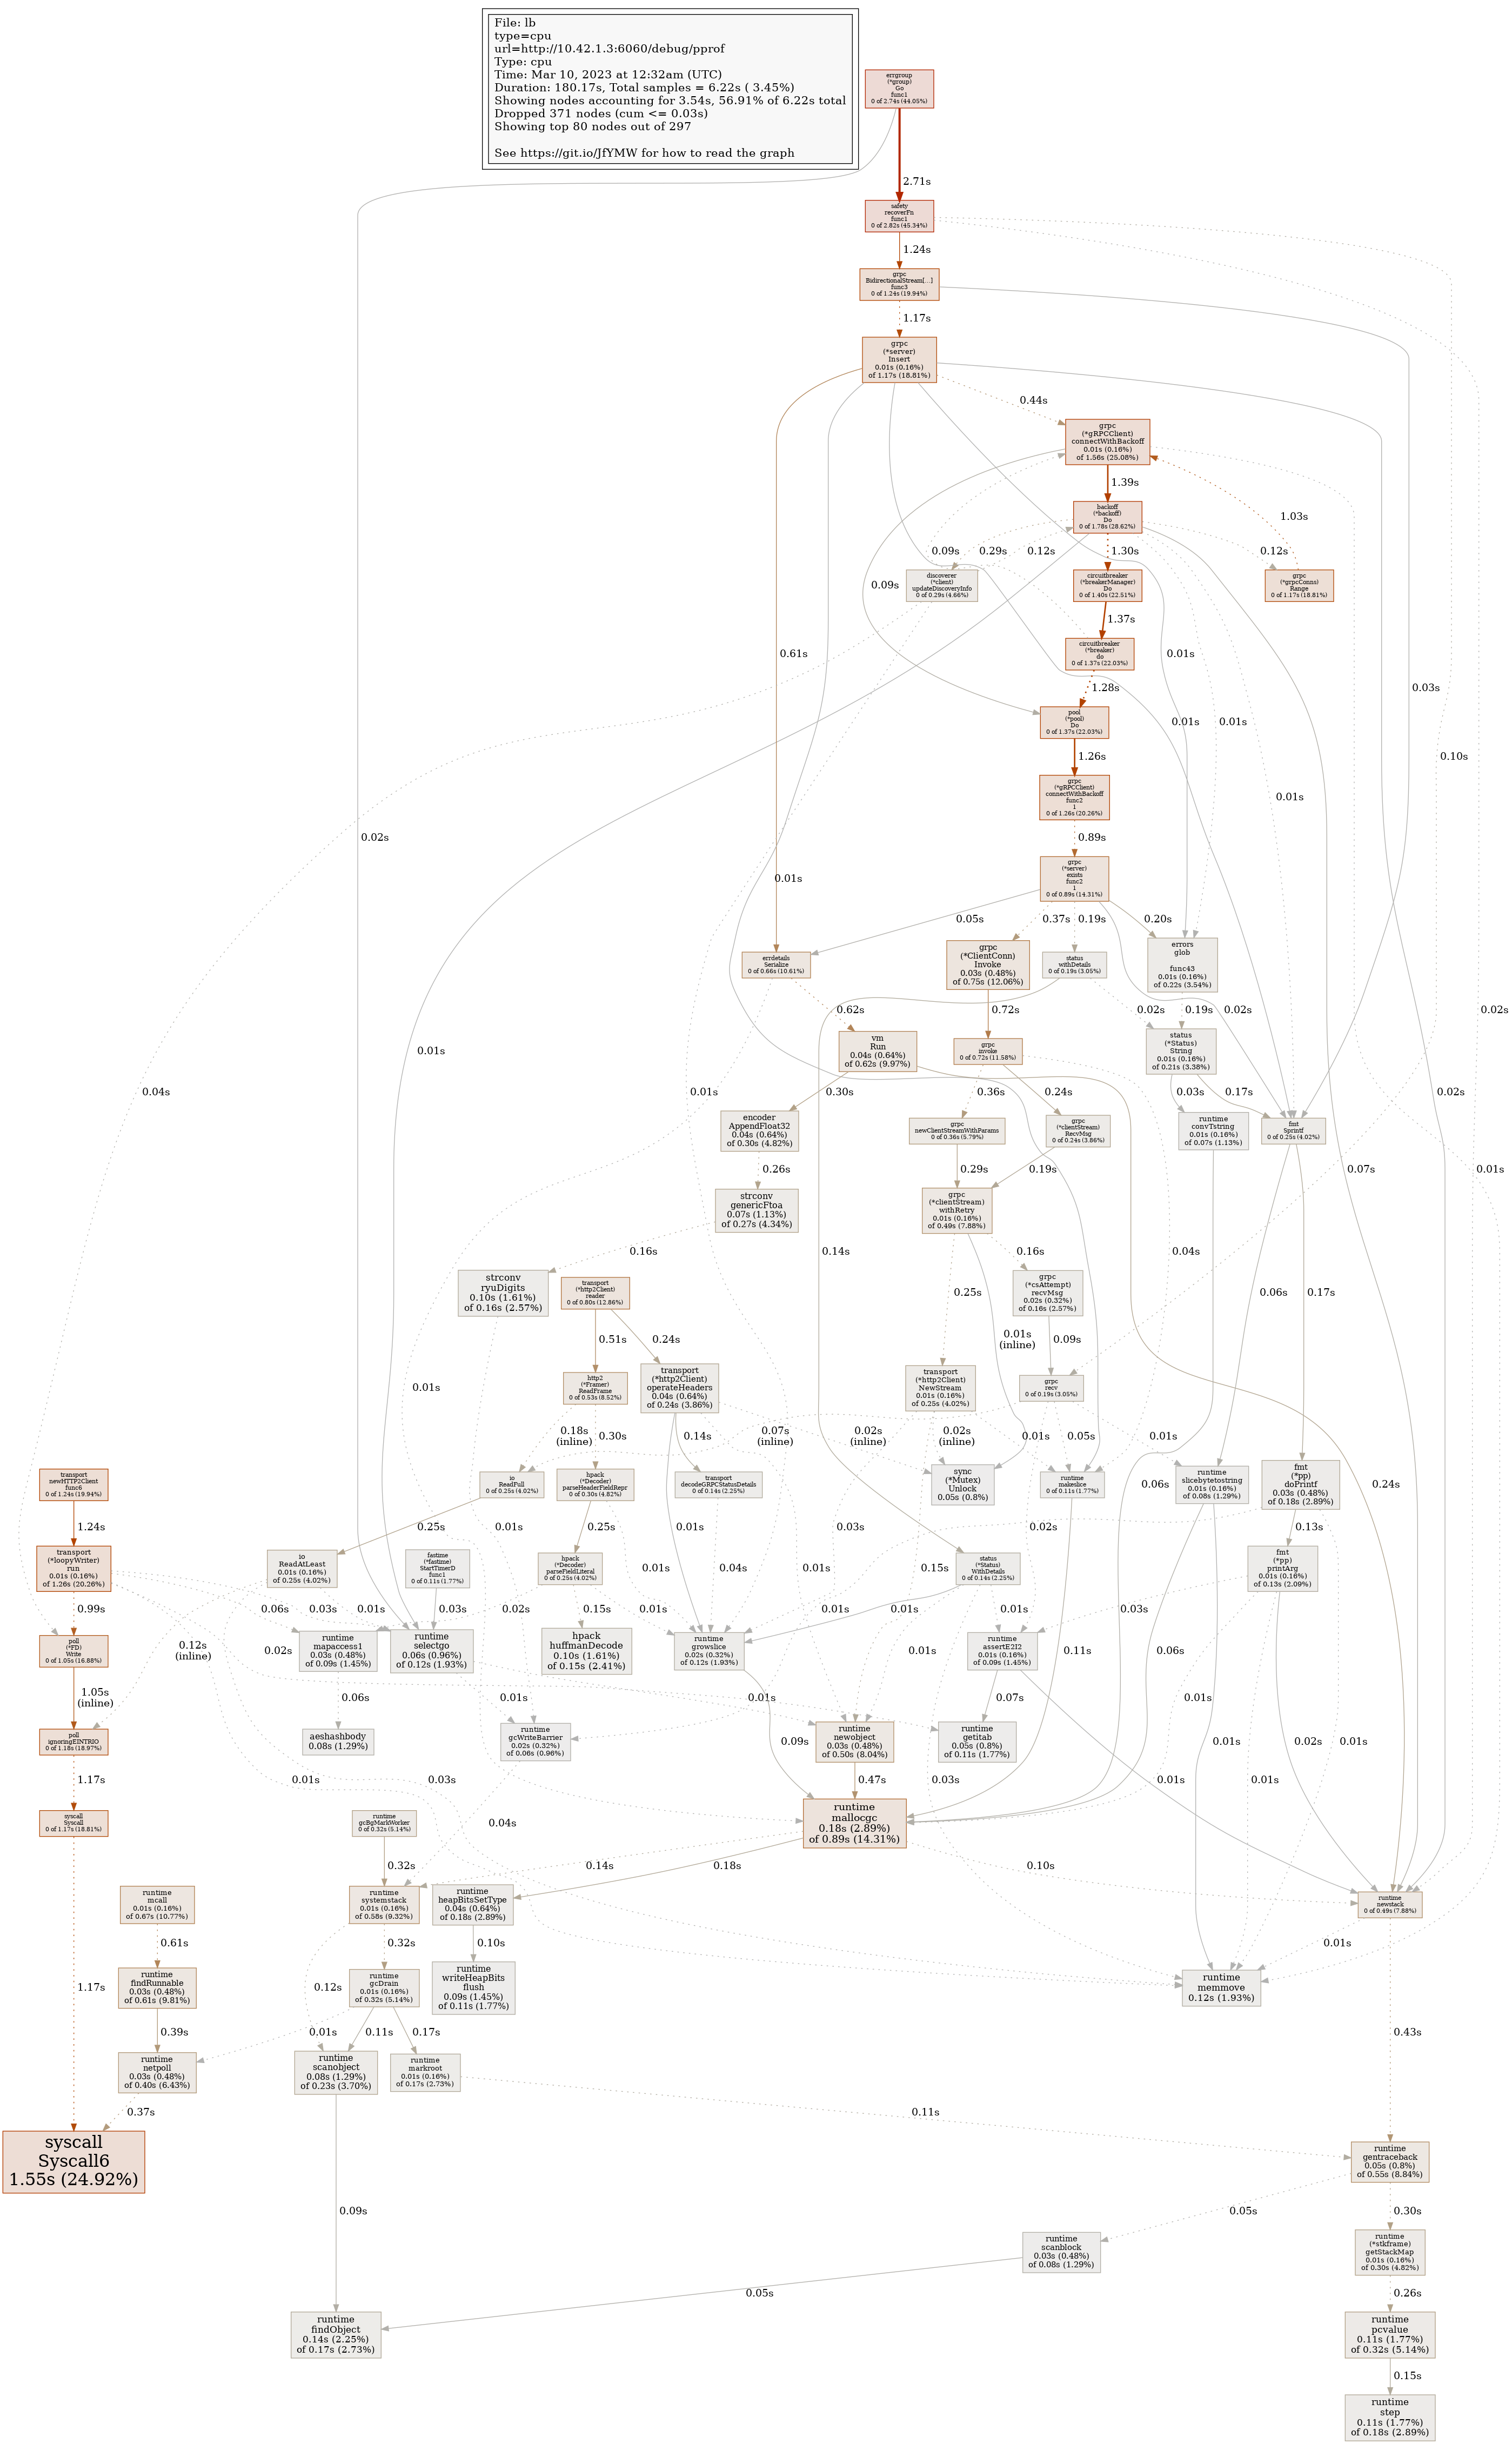 File: lb
type=cpu
url=http://10.42.1.3:6060/debug/pprof
Type: cpu
Time: Mar 10, 2023 at 12:32am (UTC)
Duration: 180.17s, Total samples = 6.22s ( 3.45%)
Showing nodes accounting for 3.54s, 56.91% of 6.22s total
Dropped 371 nodes (cum <= 0.03s)
Showing top 80 nodes out of 297
See https://git.io/JfYMW for how to read the graph
errgroup
(*group)
Go
func1
0 of 2.74s (44.05%)
2.71s
safety
recoverFn
func1
0 of 2.82s (45.34%)
1.24s
grpc
BidirectionalStream[...]
func3
0 of 1.24s (19.94%)
1.17s
grpc
(*server)
Insert
0.01s (0.16%)
of 1.17s (18.81%)
0.44s
grpc
(*gRPCClient)
connectWithBackoff
0.01s (0.16%)
of 1.56s (25.08%)
1.39s
backoff
(*backoff)
Do
0 of 1.78s (28.62%)
1.03s
0.09s
0.29s
0.12s
1.30s
0.12s
discoverer
(*client)
updateDiscoveryInfo
0 of 0.29s (4.66%)
circuitbreaker
(*breakerManager)
Do
0 of 1.40s (22.51%)
grpc
(*grpcConns)
Range
0 of 1.17s (18.81%)
0.09s
1.37s
circuitbreaker
(*breaker)
do
0 of 1.37s (22.03%)
0.61s
0.01s
0.03s
1.28s
pool
(*pool)
Do
0 of 1.37s (22.03%)
0.01s
0.01s
0.10s
1.26s
grpc
(*gRPCClient)
connectWithBackoff
func2
1
0 of 1.26s (20.26%)
0.01s
0.02s
0.02s
0.89s
grpc
(*server)
exists
func2
1
0 of 0.89s (14.31%)
0.01s
0.05s
0.37s
0.19s
0.20s
errdetails
Serialize
0 of 0.66s (10.61%)
grpc
(*ClientConn)
Invoke
0.03s (0.48%)
of 0.75s (12.06%)
status
withDetails
0 of 0.19s (3.05%)
errors
glob
func43
0.01s (0.16%)
of 0.22s (3.54%)
0.62s
0.72s
0.02s
0.19s
0.02s
vm
Run
0.04s (0.64%)
of 0.62s (9.97%)
grpc
invoke
0 of 0.72s (11.58%)
status
(*Status)
String
0.01s (0.16%)
of 0.21s (3.38%)
0.01s
0.04s
0.01s
0.30s
0.36s
0.24s
0.03s
0.17s
0.02s
encoder
AppendFloat32
0.04s (0.64%)
of 0.30s (4.82%)
grpc
newClientStreamWithParams
0 of 0.36s (5.79%)
grpc
(*clientStream)
RecvMsg
0 of 0.24s (3.86%)
runtime
convTstring
0.01s (0.16%)
of 0.07s (1.13%)
fmt
Sprintf
0 of 0.25s (4.02%)
0.26s
0.29s
0.19s
0.07s
0.01s
strconv
genericFtoa
0.07s (1.13%)
of 0.27s (4.34%)
grpc
(*clientStream)
withRetry
0.01s (0.16%)
of 0.49s (7.88%)
0.16s
0.14s
0.16s
0.04s
strconv
ryuDigits
0.10s (1.61%)
of 0.16s (2.57%)
transport
(*http2Client)
reader
0 of 0.80s (12.86%)
grpc
(*csAttempt)
recvMsg
0.02s (0.32%)
of 0.16s (2.57%)
0.25s
0.06s
0.17s
0.51s
0.24s
0.01s
(inline)
0.09s
http2
(*Framer)
ReadFrame
0 of 0.53s (8.52%)
transport
(*http2Client)
operateHeaders
0.04s (0.64%)
of 0.24s (3.86%)
transport
(*http2Client)
NewStream
0.01s (0.16%)
of 0.25s (4.02%)
grpc
recv
0 of 0.19s (3.05%)
0.01s
0.18s
(inline)
0.30s
0.14s
0.07s
(inline)
0.02s
(inline)
0.02s
(inline)
0.01s
0.05s
0.01s
transport
newHTTP2Client
func6
0 of 1.24s (19.94%)
io
ReadFull
0 of 0.25s (4.02%)
hpack
(*Decoder)
parseHeaderFieldRepr
0 of 0.30s (4.82%)
transport
decodeGRPCStatusDetails
0 of 0.14s (2.25%)
sync
(*Mutex)
Unlock
0.05s (0.8%)
runtime
makeslice
0 of 0.11s (1.77%)
runtime
slicebytetostring
0.01s (0.16%)
of 0.08s (1.29%)
fmt
(*pp)
doPrintf
0.03s (0.48%)
of 0.18s (2.89%)
0.06s
0.24s
1.24s
0.25s
0.25s
0.01s
0.01s
0.03s
0.02s
0.13s
transport
(*loopyWriter)
run
0.01s (0.16%)
of 1.26s (20.26%)
io
ReadAtLeast
0.01s (0.16%)
of 0.25s (4.02%)
fastime
(*fastime)
StartTimerD
func1
0 of 0.11s (1.77%)
hpack
(*Decoder)
parseFieldLiteral
0 of 0.25s (4.02%)
0.01s
0.04s
0.01s
0.15s
status
(*Status)
WithDetails
0 of 0.14s (2.25%)
fmt
(*pp)
printArg
0.01s (0.16%)
of 0.13s (2.09%)
0.99s
0.06s
0.03s
0.01s
0.03s
0.02s
0.15s
0.01s
0.01s
0.01s
0.01s
0.03s
poll
(*FD)
Write
0 of 1.05s (16.88%)
0.12s
(inline)
0.02s
runtime
mapaccess1
0.03s (0.48%)
of 0.09s (1.45%)
runtime
selectgo
0.06s (0.96%)
of 0.12s (1.93%)
hpack
huffmanDecode
0.10s (1.61%)
of 0.15s (2.41%)
runtime
growslice
0.02s (0.32%)
of 0.12s (1.93%)
0.01s
runtime
assertE2I2
0.01s (0.16%)
of 0.09s (1.45%)
0.11s
0.06s
1.05s
(inline)
0.06s
0.01s
0.01s
0.07s
0.01s
poll
ignoringEINTRIO
0 of 1.18s (18.97%)
aeshashbody
0.08s (1.29%)
runtime
gcWriteBarrier
0.02s (0.32%)
of 0.06s (0.96%)
runtime
newobject
0.03s (0.48%)
of 0.50s (8.04%)
runtime
getitab
0.05s (0.8%)
of 0.11s (1.77%)
0.01s
0.02s
0.01s
1.17s
0.01s
0.03s
0.09s
0.47s
0.03s
0.01s
0.01s
syscall
Syscall
0 of 1.17s (18.81%)
runtime
gcBgMarkWorker
0 of 0.32s (5.14%)
0.04s
runtime
mallocgc
0.18s (2.89%)
of 0.89s (14.31%)
0.32s
0.14s
0.18s
0.10s
runtime
mcall
0.01s (0.16%)
of 0.67s (10.77%)
runtime
systemstack
0.01s (0.16%)
of 0.58s (9.32%)
runtime
heapBitsSetType
0.04s (0.64%)
of 0.18s (2.89%)
runtime
newstack
0 of 0.49s (7.88%)
0.61s
0.32s
0.10s
0.01s
1.17s
runtime
findRunnable
0.03s (0.48%)
of 0.61s (9.81%)
0.12s
runtime
gcDrain
0.01s (0.16%)
of 0.32s (5.14%)
runtime
writeHeapBits
flush
0.09s (1.45%)
of 0.11s (1.77%)
runtime
memmove
0.12s (1.93%)
0.39s
0.01s
0.11s
0.17s
0.43s
runtime
netpoll
0.03s (0.48%)
of 0.40s (6.43%)
runtime
scanobject
0.08s (1.29%)
of 0.23s (3.70%)
runtime
markroot
0.01s (0.16%)
of 0.17s (2.73%)
0.37s
0.11s
syscall
Syscall6
1.55s (24.92%)
runtime
gentraceback
0.05s (0.8%)
of 0.55s (8.84%)
0.09s
0.05s
0.30s
runtime
scanblock
0.03s (0.48%)
of 0.08s (1.29%)
runtime
(*stkframe)
getStackMap
0.01s (0.16%)
of 0.30s (4.82%)
0.05s
0.26s
runtime
findObject
0.14s (2.25%)
of 0.17s (2.73%)
runtime
pcvalue
0.11s (1.77%)
of 0.32s (5.14%)
0.15s
runtime
step
0.11s (1.77%)
of 0.18s (2.89%)